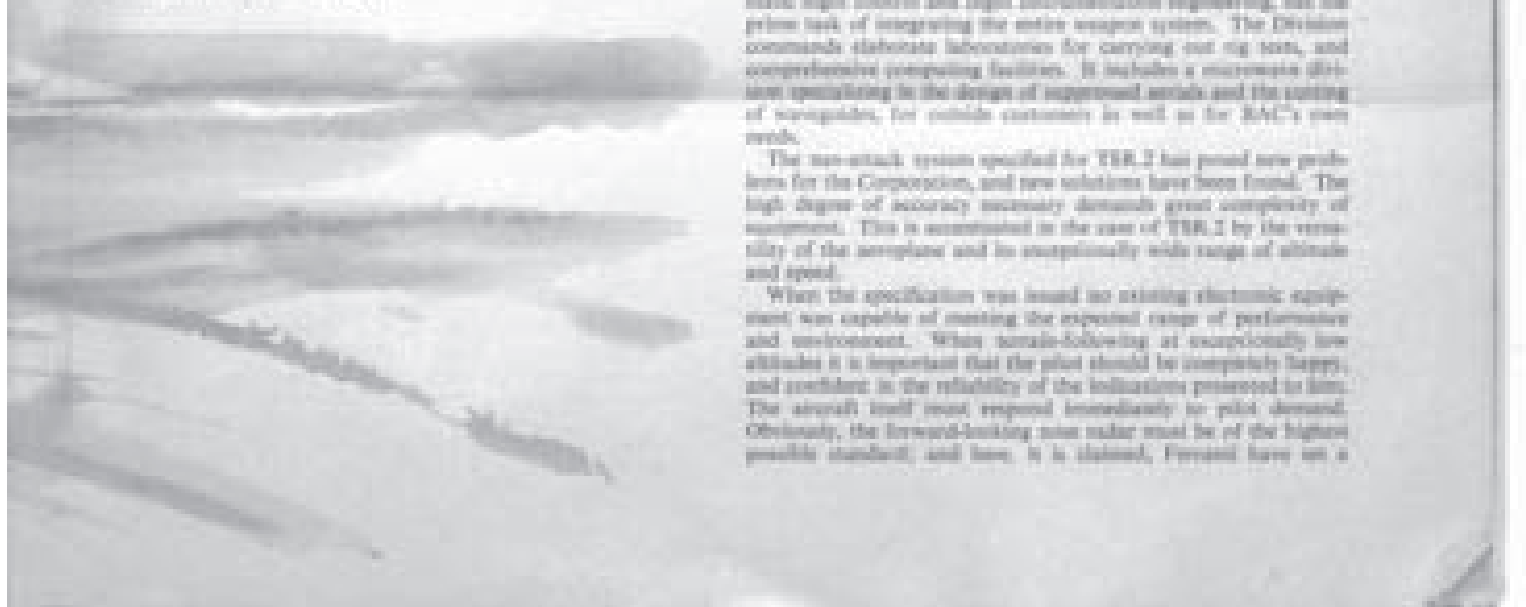 prime task of integrating the entire weapon system. The Division
commands elaborate laboratories for carrying out rig tests, and
comprehensive computing facilities. It includes a microwave divi-
sion specializing in the design of suppressed aerials and the cutting
of waveguides, for outside customers as well as for BAC's own
needs.
The nav-attack system specified for TSR.2 has posed new prob-
lems for the Corporation, and new solutions have been found. The
high degree of accuracy necessary demands great complexity of
equipment. This is accentuated in the case of TSR.2 by the versa-
tility of the aeroplane and its exceptionally wide range of altitude
and speed.
When the specification was issued no existing electronic equip-
ment was capable of meeting the expected range of performance
and environment. When terrain-following at exceptionally low
altitudes it is important that the pilot should be completely happy,
and confident in the reliability of the indications presented to him.
The aircraft itself must respond immediately to pilot demand.
Obviously, the forward-looking nose radar must be of the highest
possible standard; and here, it is claimed, Ferranti have set a